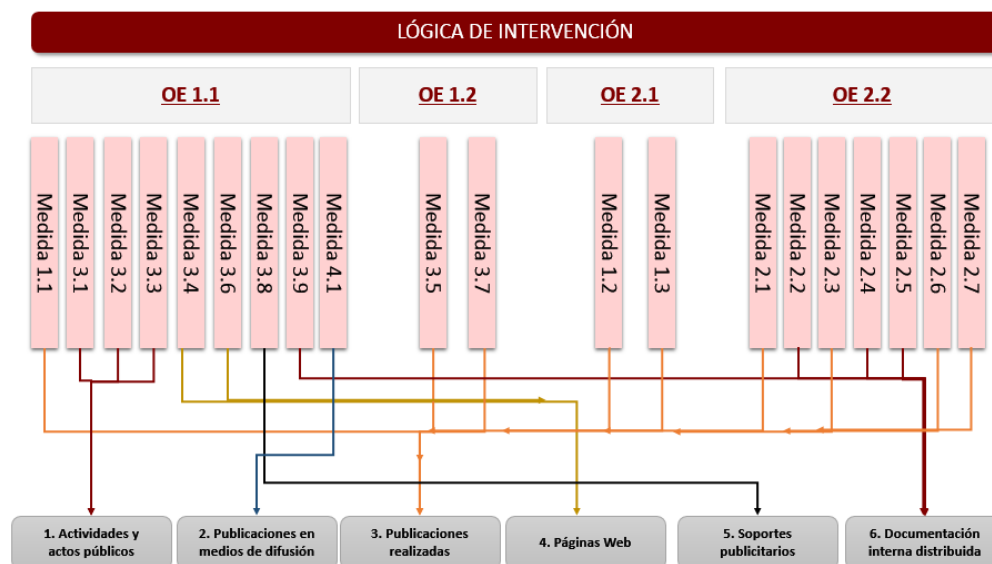 LÓGICA DE INTERVENCIÓN
OE 1.1
OE 1.2
OE 2.1
OE 2.2
Medida 1.1
Medida 3.1
Medida 3.2
Medida 3.3
Medida 3.4
Medida 3.6
Medida 3.8
Medida 3.9
Medida 4.1
Medida 3.5
Medida 3.7
Medida 1.2
Medida 1.3
Medida 2.1
Medida 2.2
Medida 2.3
Medida 2.4
Medida 2.5
Medida 2.6
Medida 2.7
1. Actividades y
actos públicos
2. Publicaciones en
medios de difusión
3. Publicaciones
realizadas
4. Páginas Web
5. Soportes
publicitarios
6. Documentación
interna distribuida